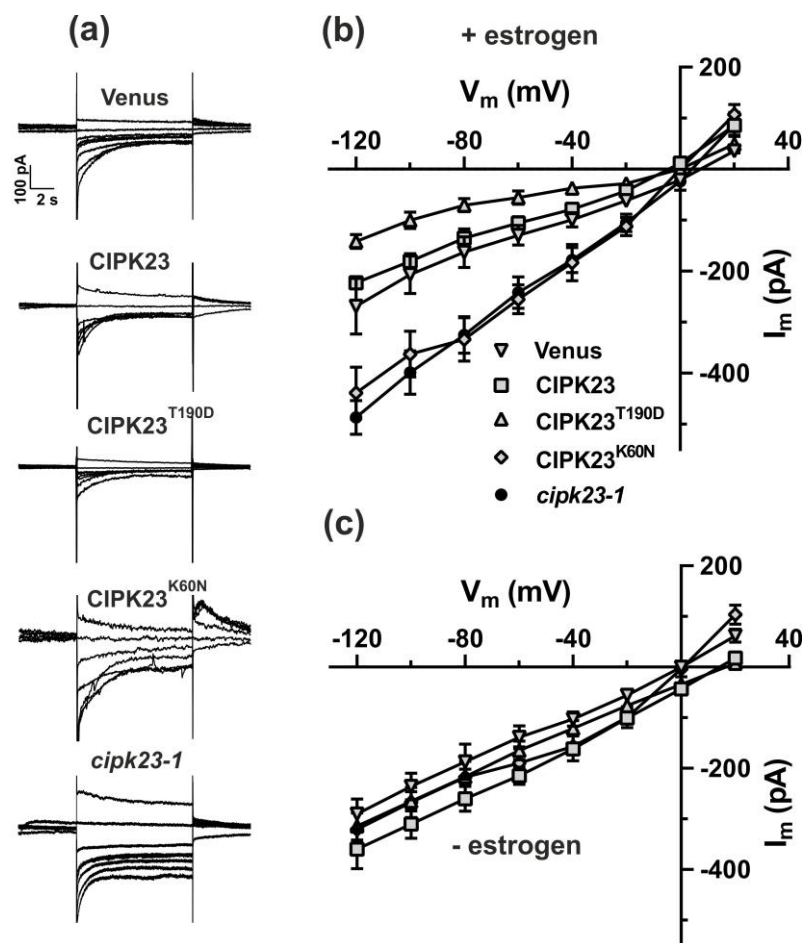 (a)
Venus
100 pA
2 s
CIPK23
CIPK23T190D
CIPK23K60N
cipk23-1
(b)
+ estrogen
Vm (mV)
-120 -80 -40 40
200
-200
-400
Im (pA)
Venus
CIPK23
CIPK23T190D
CIPK23K60N
cipk23-1
(c)
Vm (mV)
-120 -80 -40 40
200
-200
-400
Im (pA)
- estrogen